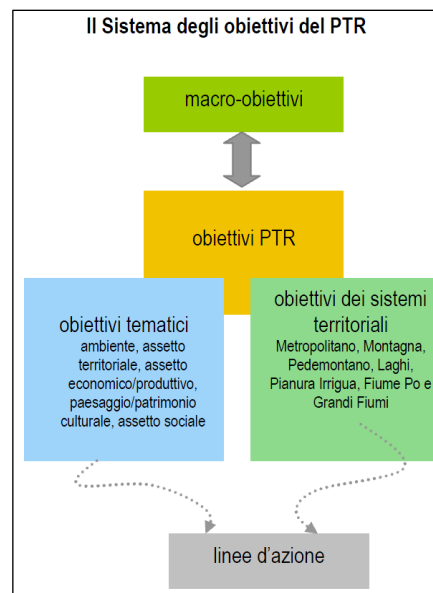 Il Sistema degli obiettivi del PTR
macro-obiettivi
obiettivi PTR
obiettivi tematici
ambiente, assetto
territoriale, assetto
economico/produttivo,
paesaggio/patrimonio
culturale, assetto sociale
obiettivi dei sistemi
territoriali
Metropolitano, Montagna,
Pedemontano, Laghi,
Pianura Irrigua, Fiume Po e
Grandi Fiumi
linee d'azione